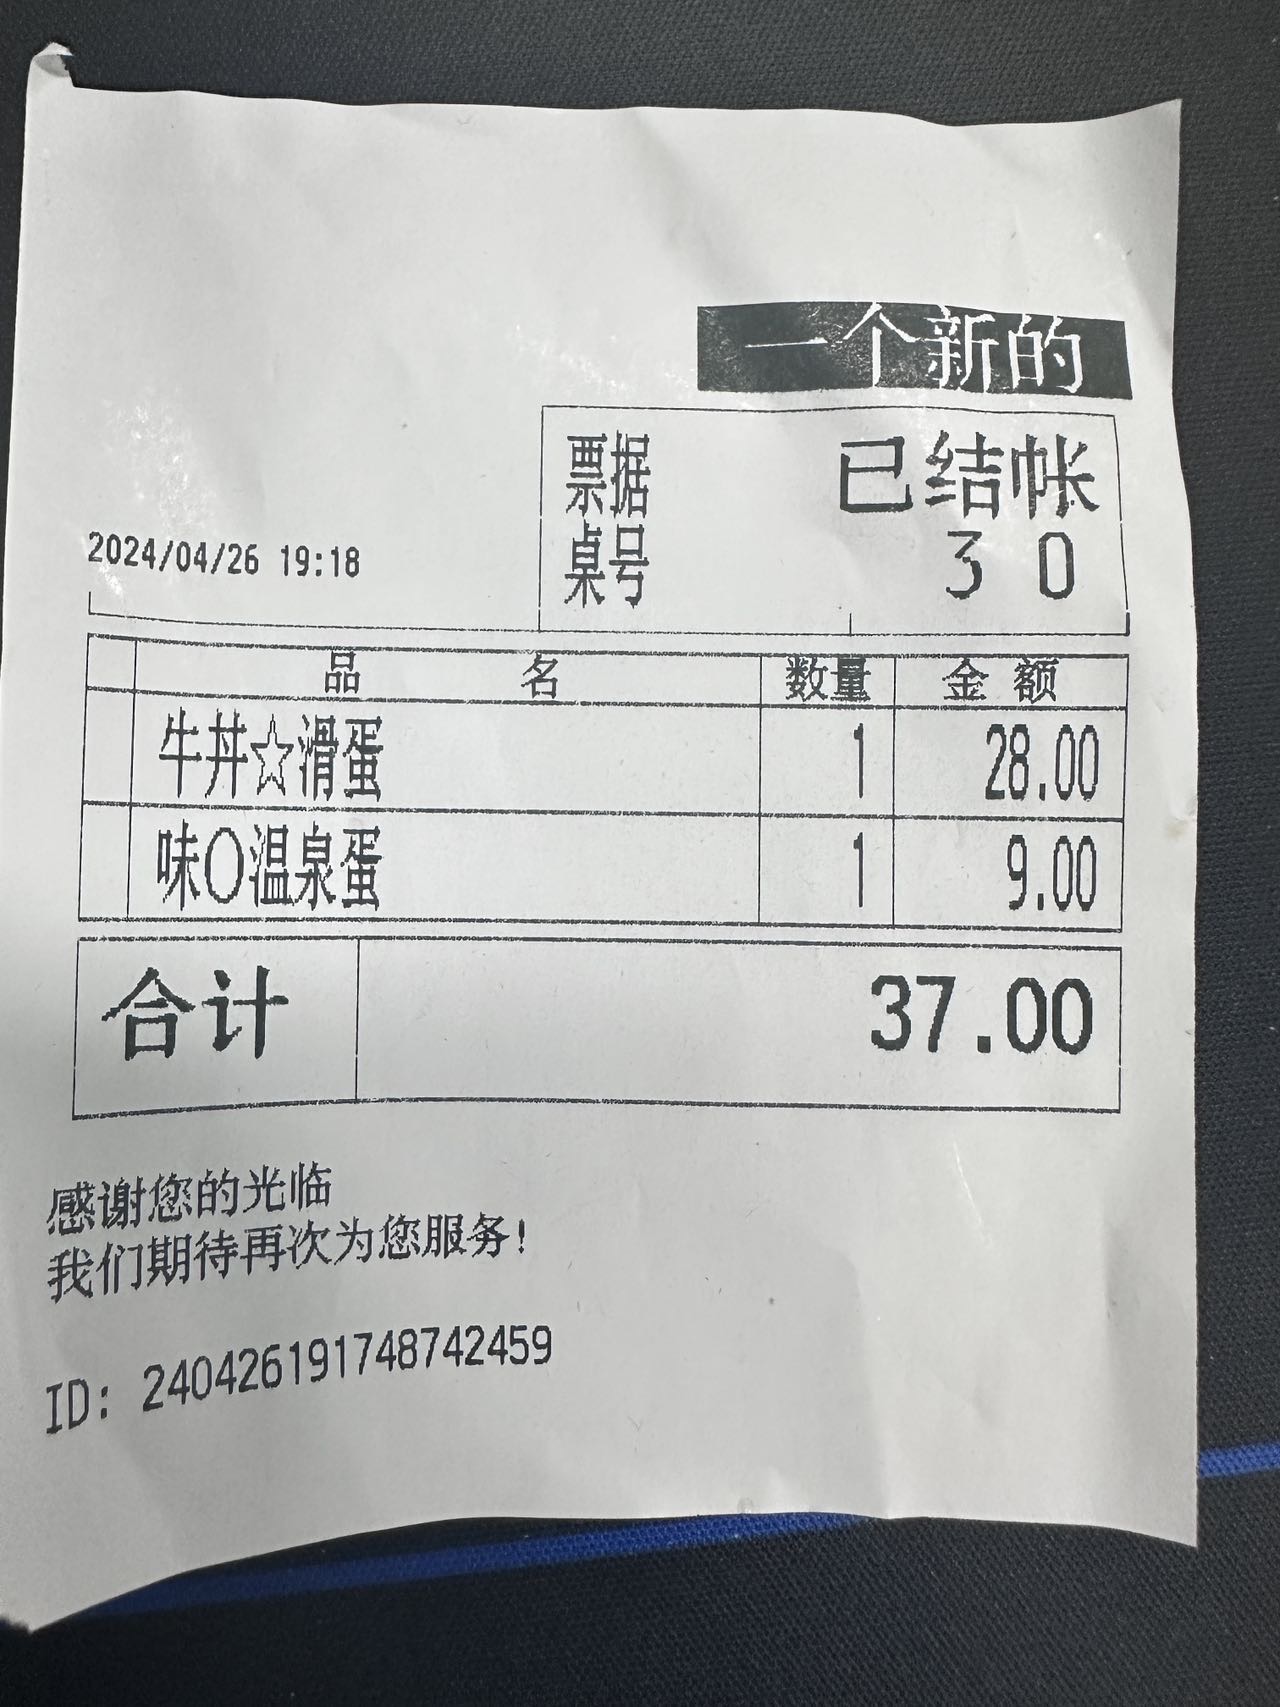 一个新的
票据 已结帐
2024/04/26 19:18 桌号 30
品 名 数量 金 额
牛丼☆滑蛋 1 28.00
味〇温泉蛋 1 9.00
合计 37.00
感谢您的光临
我们期待再次为您服务!
ID: 240426191748742459